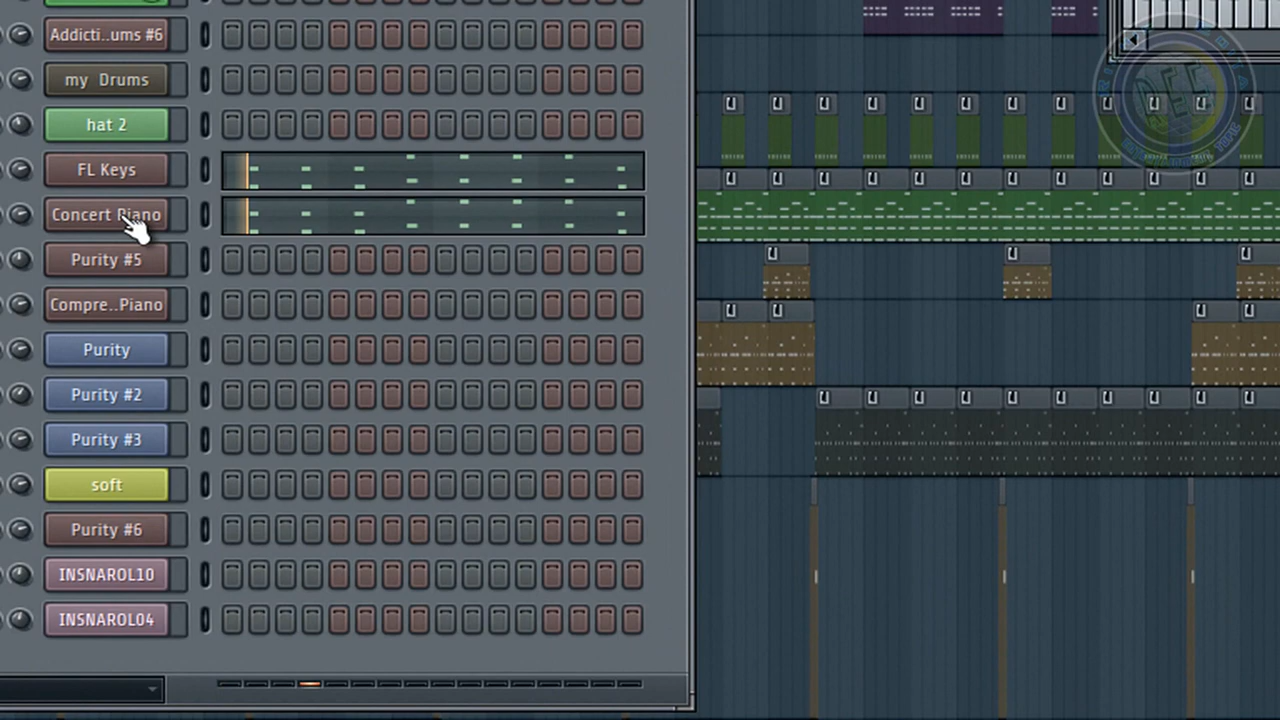 Addicti..ums #6
my Drums
hat 2
FL Keys
Concert Piano
Purity #5
Compre..Piano
Purity
Purity #2
Purity #3
soft
Purity #6
INSNAROL10
INSNAROL04
DEE